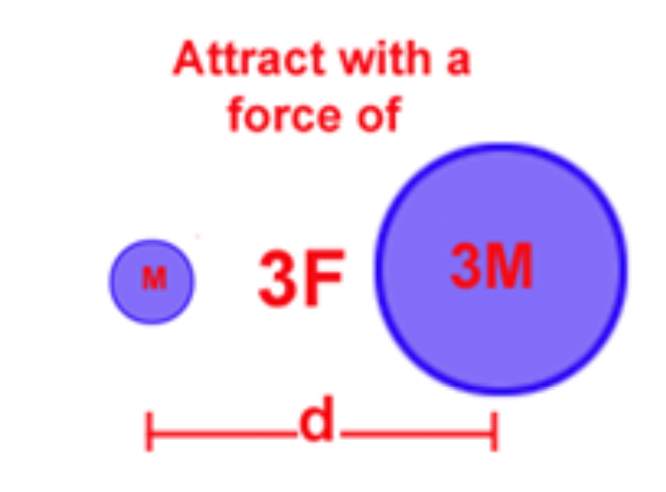 Attract with a
force of
M 3F 3M
d